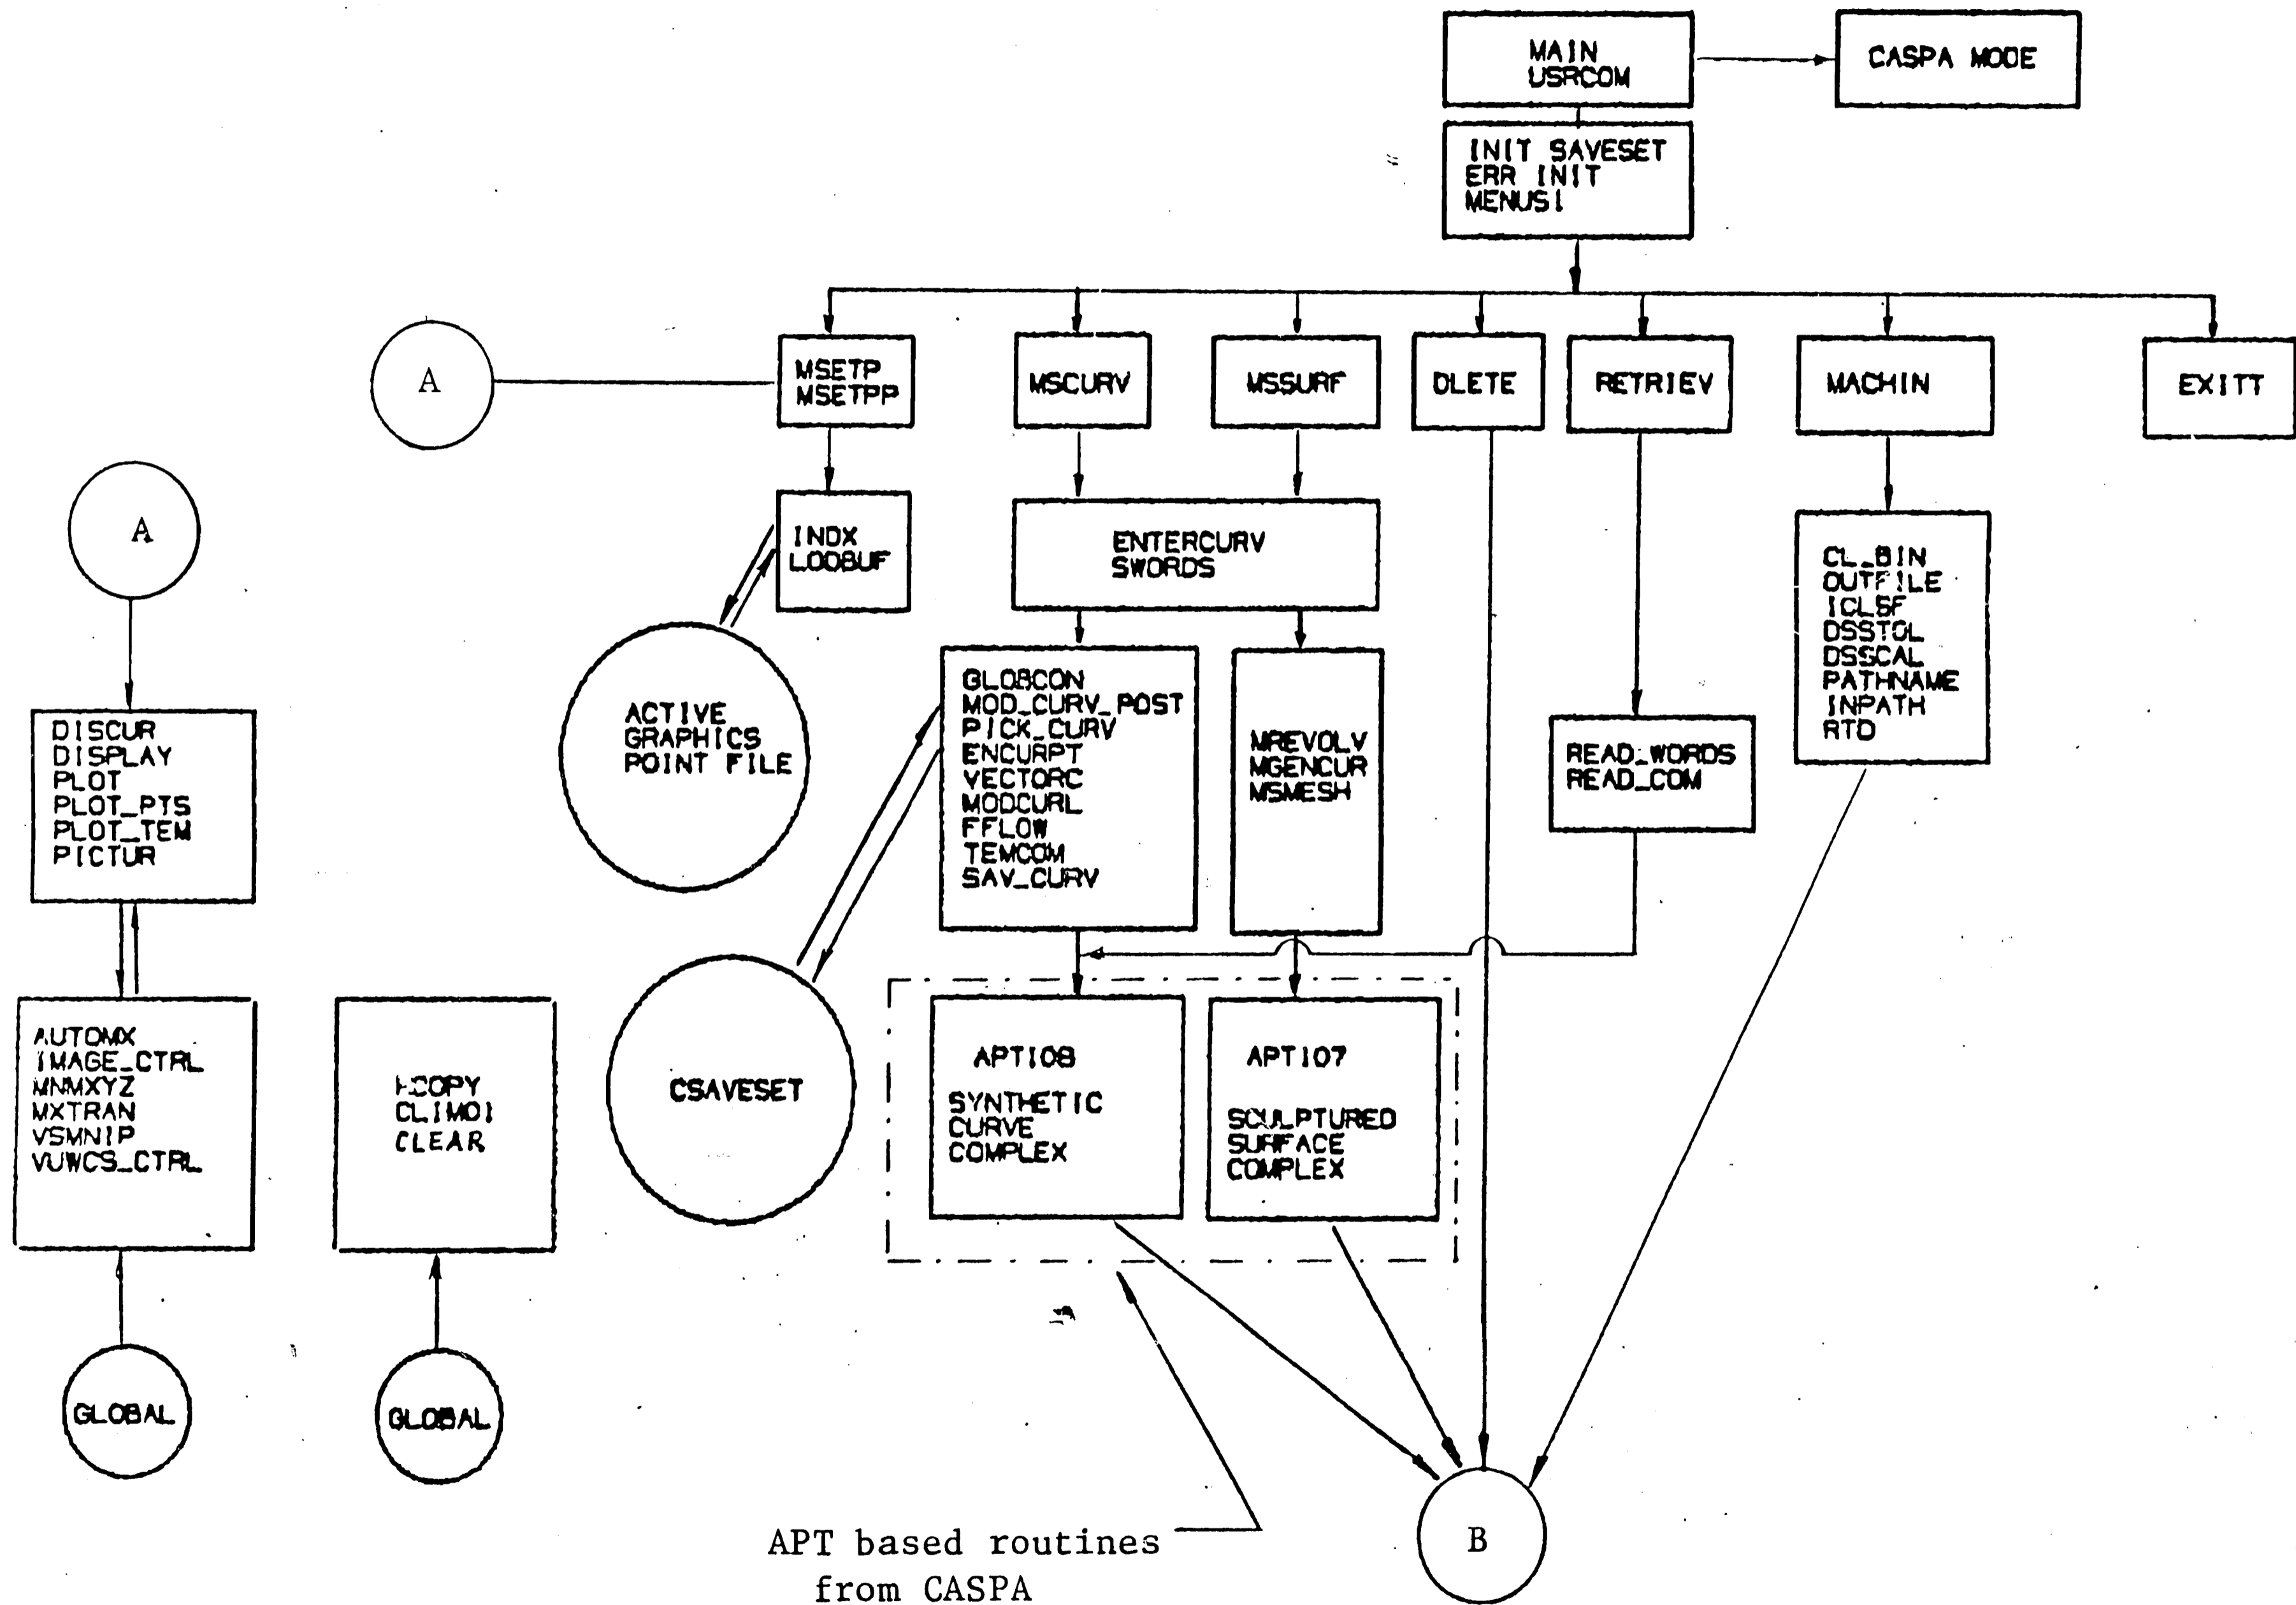 MAIN
USRCOM
CASPA MODE
INIT SAVESET
ERR INIT
MENUS1
A
MSETP
MSETPP
MSCURV
MSSURF
DLETE
RETRIEV
MACHIN
EXITT
A
INDX
LODBUF
ENTERCURV
SWORDS
CL_BIN
OUTFILE
ICLSF
DSSTOL
DSSCAL
PATHNAME
INPATH
RTD
ACTIVE
GRAPHICS
POINT FILE
GLOBCON
MOD_CURV_POST
PICK_CURV
ENCURPT
VECTORC
MODCURL
FFLOW
TEMCOM
SAV_CURV
MREVOLV
MGENCUR
MSMESH
READ_WORDS
READ_COM
DISCUR
DISPLAY
PLOT
PLOT_PTS
PLOT_TEM
PICTUR
AUTOMX
IMAGE_CTRL
MNMXYZ
MXTRAN
VSMNIP
VUWCS_CTRL
HCOPY
CLIMO1
CLEAR
CSAVESET
APT108
SYNTHETIC
CURVE
COMPLEX
APT107
SCULPTURED
SURFACE
COMPLEX
GLOBAL
GLOBAL
B
APT based routines
from CASPA